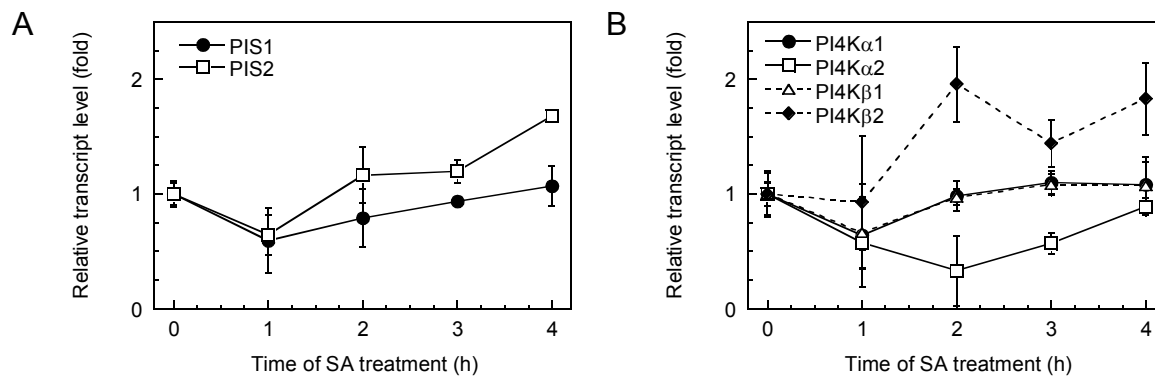 A
Relative transcript level (fold)
PIS1
PIS2
2
1
0
0 1 2 3 4
Time of SA treatment (h)
B
Relative transcript level (fold)
PI4Kα1
PI4Kα2
PI4Kβ1
PI4Kβ2
2
1
0
0 1 2 3 4
Time of SA treatment (h)